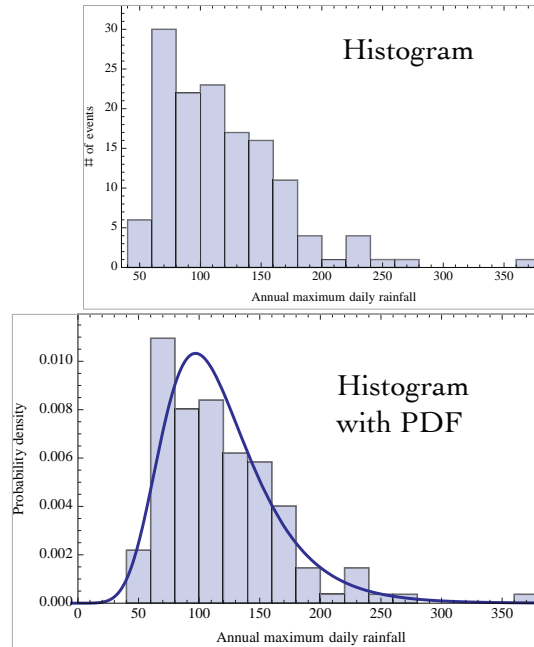 Histogram
# of events
30
25
20
15
10
5
0
50 100 150 200 250 300 350
Annual maximum daily rainfall
Histogram
with PDF
Probability density
0.010
0.008
0.006
0.004
0.002
0.000
0 50 100 150 200 250 300 350
Annual maximum daily rainfall